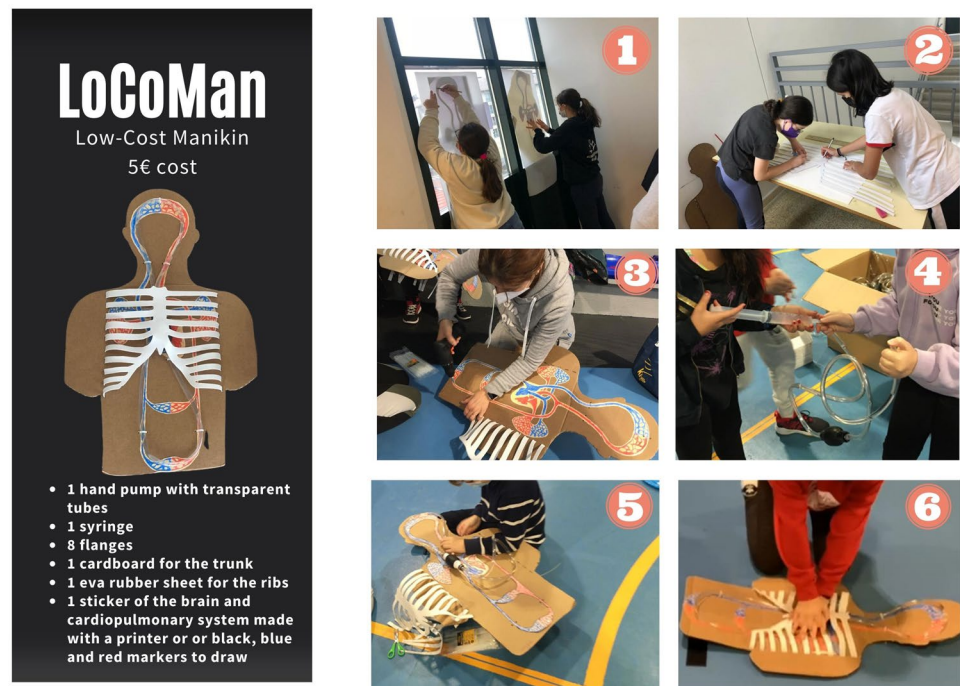 LoCoMan
Low-Cost Manikin
5€ cost
• 1 hand pump with transparent
tubes
• 1 syringe
• 8 flanges
• 1 cardboard for the trunk
• 1 eva rubber sheet for the ribs
• 1 sticker of the brain and
cardiopulmonary system made
with a printer or or black, blue
and red markers to draw
1
2
3
4
5
6